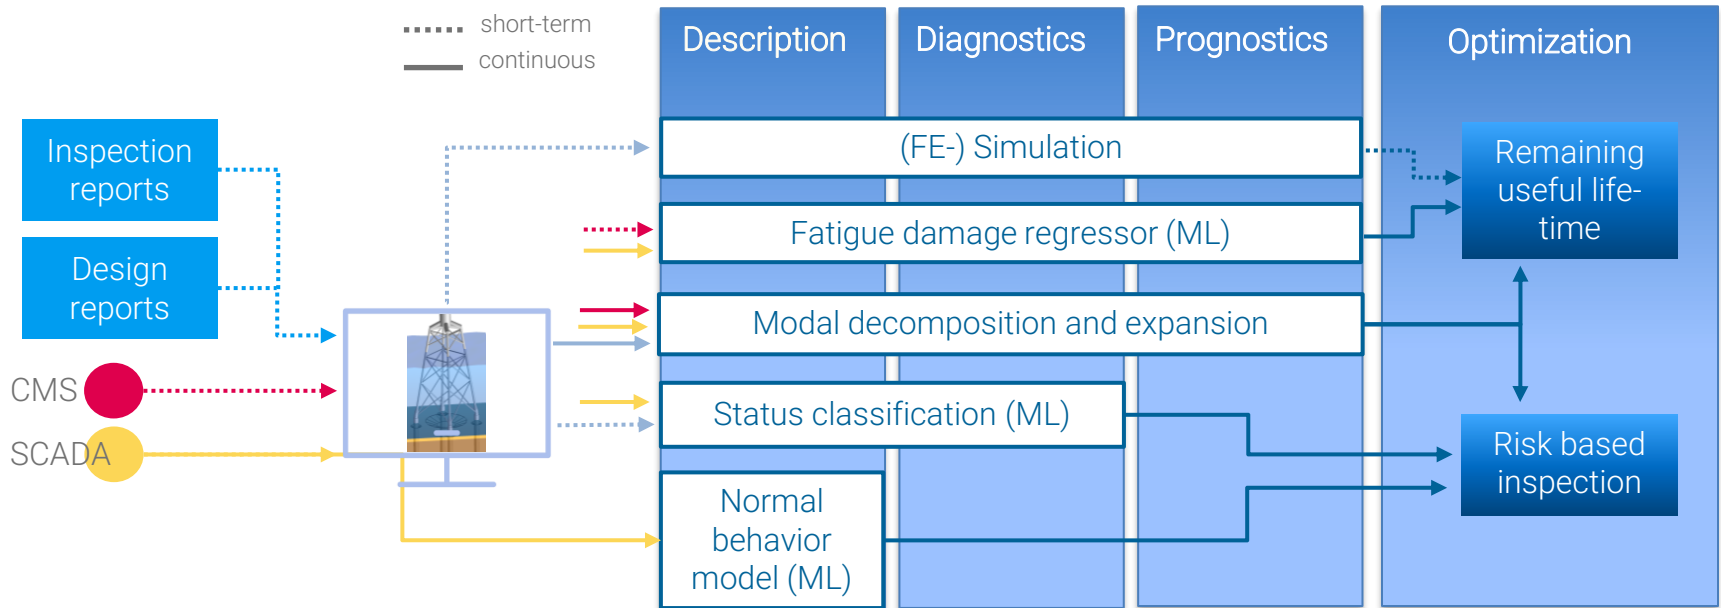 short-term
continuous
Description
Diagnostics
Prognostics
Optimization
Inspection
reports
Design
reports
CMS
SCADA
(FE-) Simulation
Fatigue damage regressor (ML)
Modal decomposition and expansion
Status classification (ML)
Normal
behavior
model (ML)
Remaining
useful life-
time
Risk based
inspection